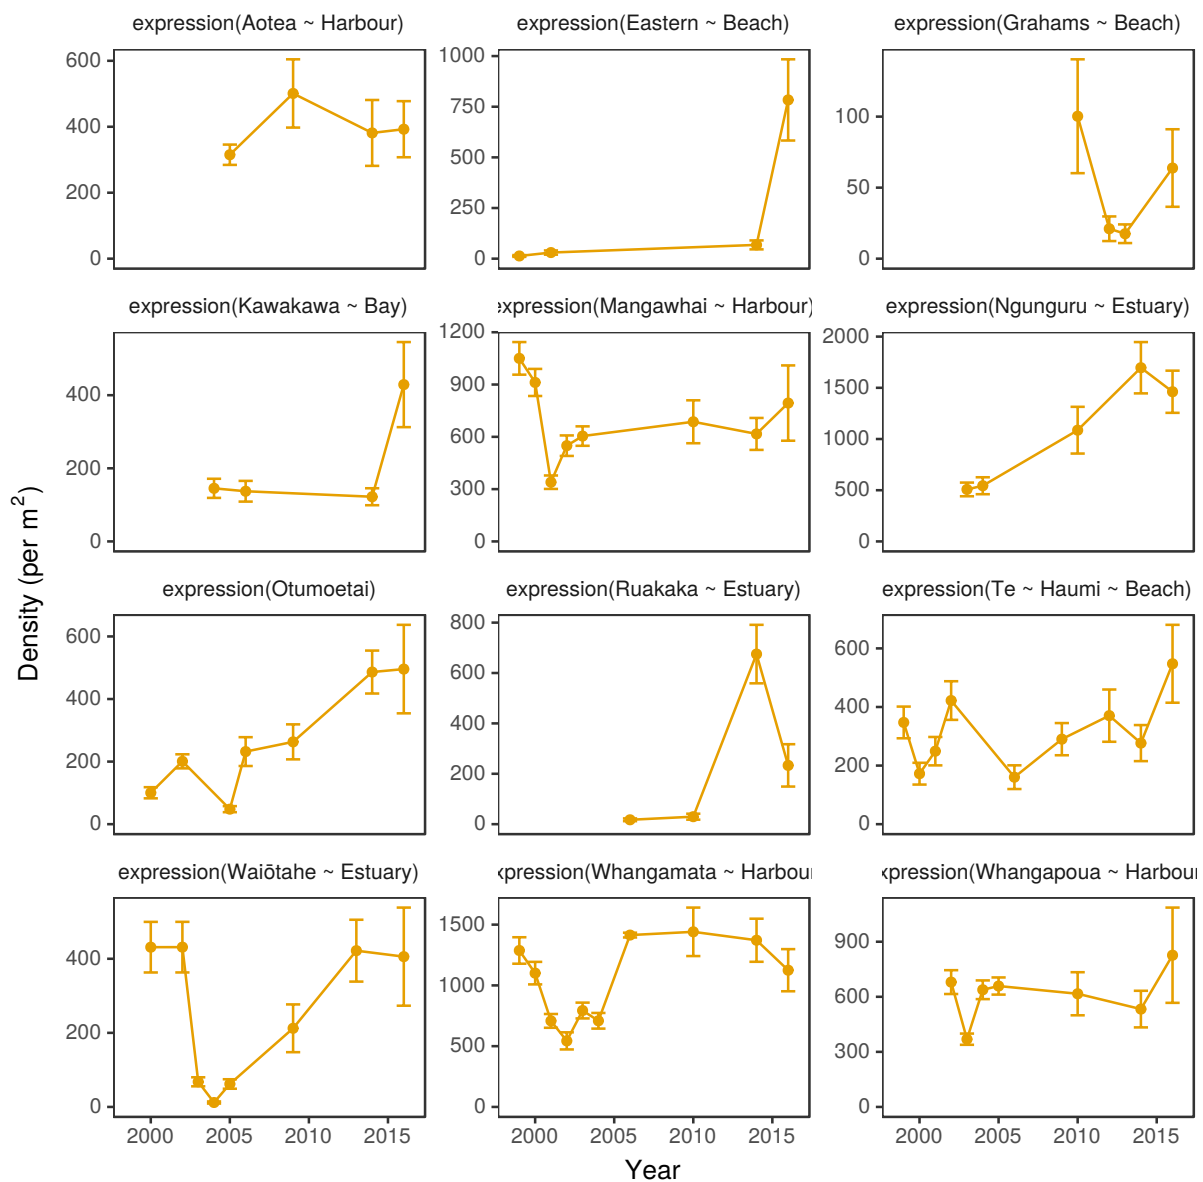 expression(Aotea ~ Harbour)
expression(Eastern ~ Beach)
expression(Grahams ~ Beach)
600
400
200
0
1000
750
500
250
0
100
50
0
expression(Kawakawa ~ Bay)
expression(Mangawhai ~ Harbour)
expression(Ngunguru ~ Estuary)
400
200
0
1200
900
600
300
0
2000
1500
1000
500
0
Density (per m2)
expression(Otumoetai)
expression(Ruakaka ~ Estuary)
expression(Te ~ Haumi ~ Beach)
600
400
200
0
800
600
400
200
0
600
400
200
0
expression(Waiōtahe ~ Estuary)
xpression(Whangamata ~ Harbour
xpression(Whangapoua ~ Harbour
400
200
0
1500
1000
500
0
900
600
300
0
2000 2005 2010 2015
2000 2005 2010 2015
2000 2005 2010 2015
Year